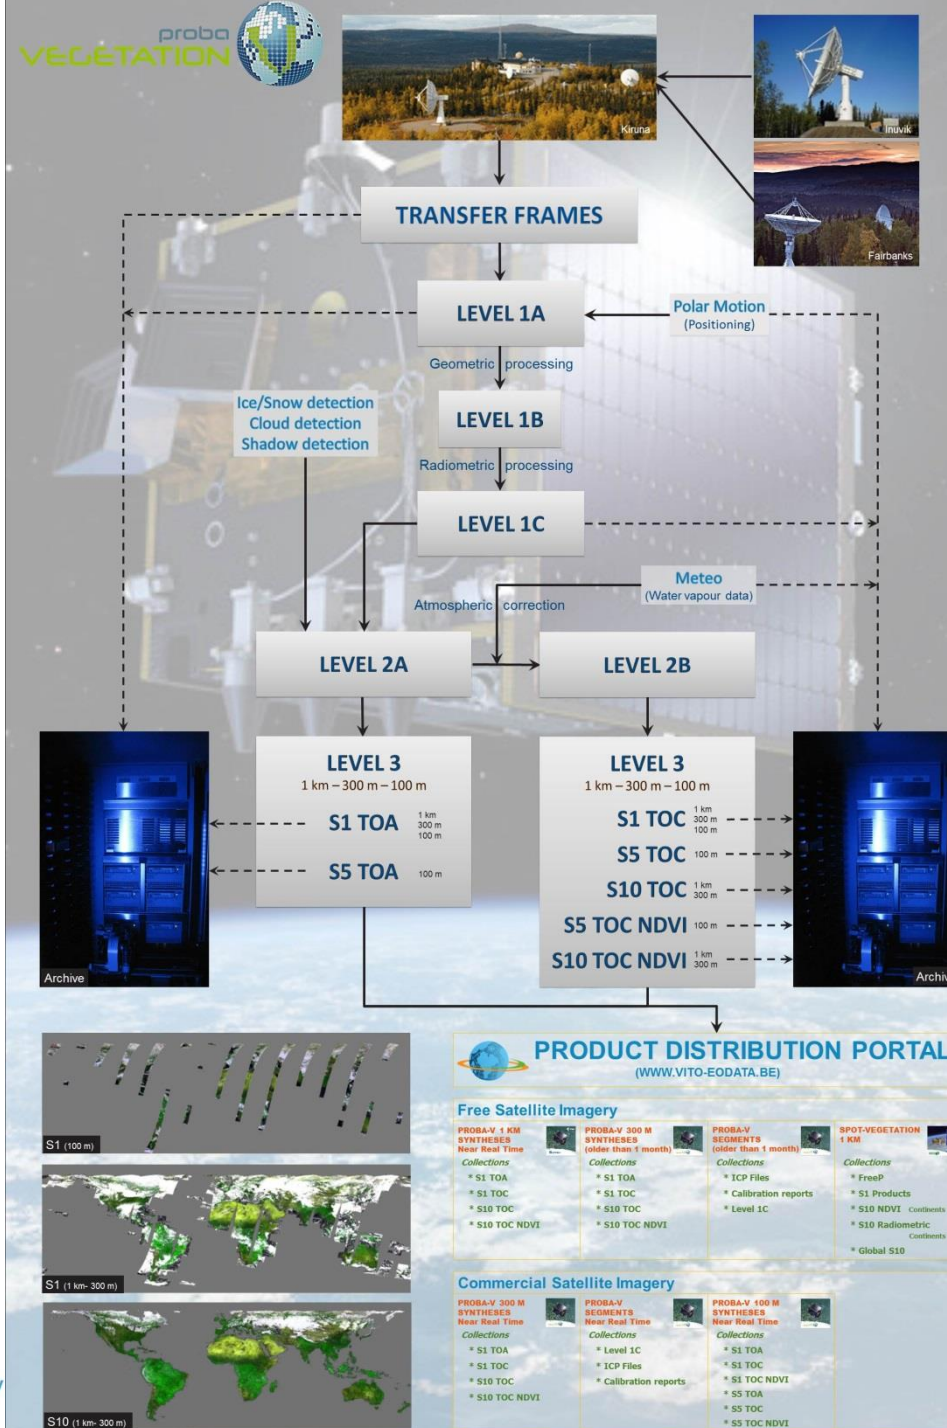 proba
VEGETATION
Kiruna
Inuvik
Fairbanks
TRANSFER FRAMES
LEVEL 1A
Polar Motion
(Positioning)
Geometric processing
Ice/Snow detection
Cloud detection
Shadow detection
LEVEL 1B
Radiometric processing
LEVEL 1C
Meteo
(Water vapour data)
Atmospheric correction
LEVEL 2A
LEVEL 2B
LEVEL 3
1 km – 300 m – 100 m
S1 TOA
1 km
300 m
100 m
S5 TOA
100 m
LEVEL 3
1 km – 300 m – 100 m
S1 TOC
1 km
300 m
100 m
S5 TOC
100 m
S10 TOC
1 km
300 m
S5 TOC NDVI
100 m
S10 TOC NDVI
1 km
300 m
Archive
Archiv
S1 (100 m)
S1 (1 km- 300 m)
S10 (1 km- 300 m)
PRODUCT DISTRIBUTION PORTAL
(WWW.VITO-EODATA.BE)
Free Satellite Imagery
PROBA-V 1 KM
SYNTHESES
Near Real Time
Collections
* S1 TOA
* S1 TOC
* S10 TOC
* S10 TOC NDVI
PROBA-V 300 M
SYNTHESES
(older than 1 month)
Collections
* S1 TOA
* S1 TOC
* S10 TOC
* S10 TOC NDVI
PROBA-V
SEGMENTS
(older than 1 month)
Collections
* ICP Files
* Calibration reports
* Level 1C
SPOT-VEGETATION
1 KM
Collections
* FreeP
* S1 Products
* S10 NDVI Continents
* S10 Radiometric
Continents
* Global S10
Commercial Satellite Imagery
PROBA-V 300 M
SYNTHESES
Near Real Time
Collections
* S1 TOA
* S1 TOC
* S10 TOC
* S10 TOC NDVI
PROBA-V
SEGMENTS
Near Real Time
Collections
* Level 1C
* ICP Files
* Calibration reports
PROBA-V 100 M
SYNTHESES
Near Real Time
Collections
* S1 TOA
* S1 TOC
* S1 TOC NDVI
* S5 TOA
* S5 TOC
* S5 TOC NDVI